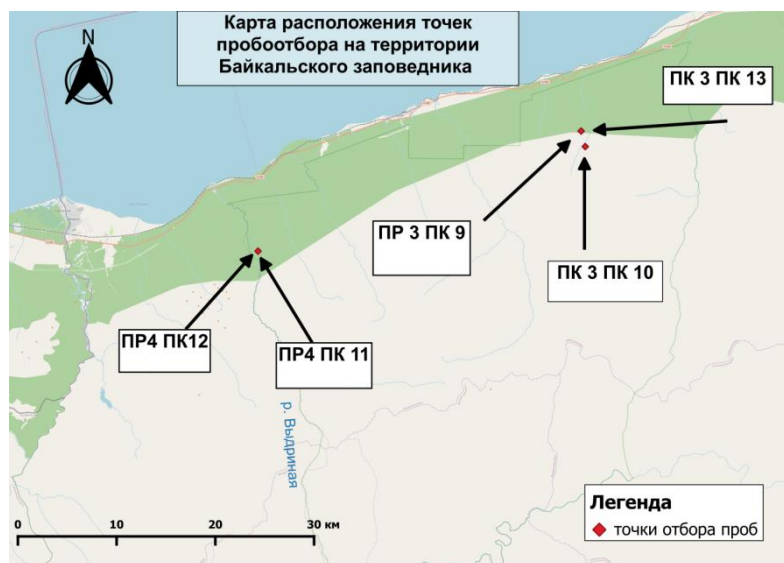 Карта расположения точек
пробоотбора на территории
Байкальского заповедника
N
ПК 3 ПК 13
ПР 3 ПК 9
ПК 3 ПК 10
ПР4 ПК12
ПР4 ПК 11
р. Выдриная
0 10 20 30 км
Легенда
точки отбора проб